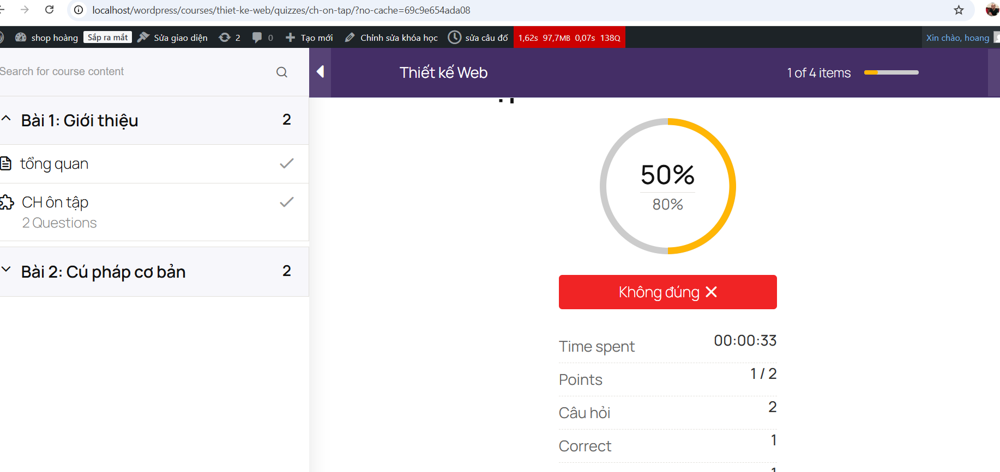 localhost/wordpress/courses/thiet-ke-web/quizzes/ch-on-tap/?no-cache=69c9e654ada08
shop hoàng Sắp ra mắt Sửa giao diện 2 0 Tạo mới Chỉnh sửa khóa học sửa câu đố 1,62s 97,7MB 0,07s 138Q Xin chào, hoang
Search for course content
Thiết kế Web
1 of 4 items
Bài 1: Giới thiệu 2
tổng quan
CH ôn tập
2 Questions
Bài 2: Cú pháp cơ bản 2
50%
80%
Không đúng
Time spent 00:00:33
Points 1 / 2
Câu hỏi 2
Correct 1